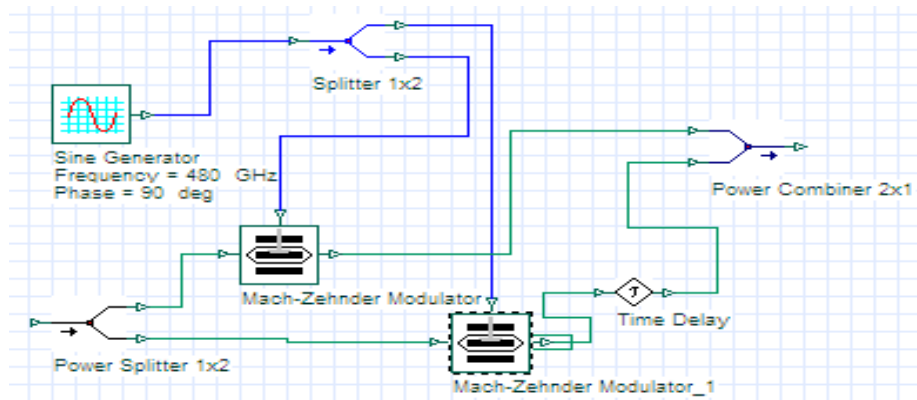 Splitter 1x2
Sine Generator
Frequency = 480 GHz
Phase = 90 deg
Power Combiner 2x1
Mach-Zehnder Modulator
Time Delay
Power Splitter 1x2
Mach-Zehnder Modulator_1